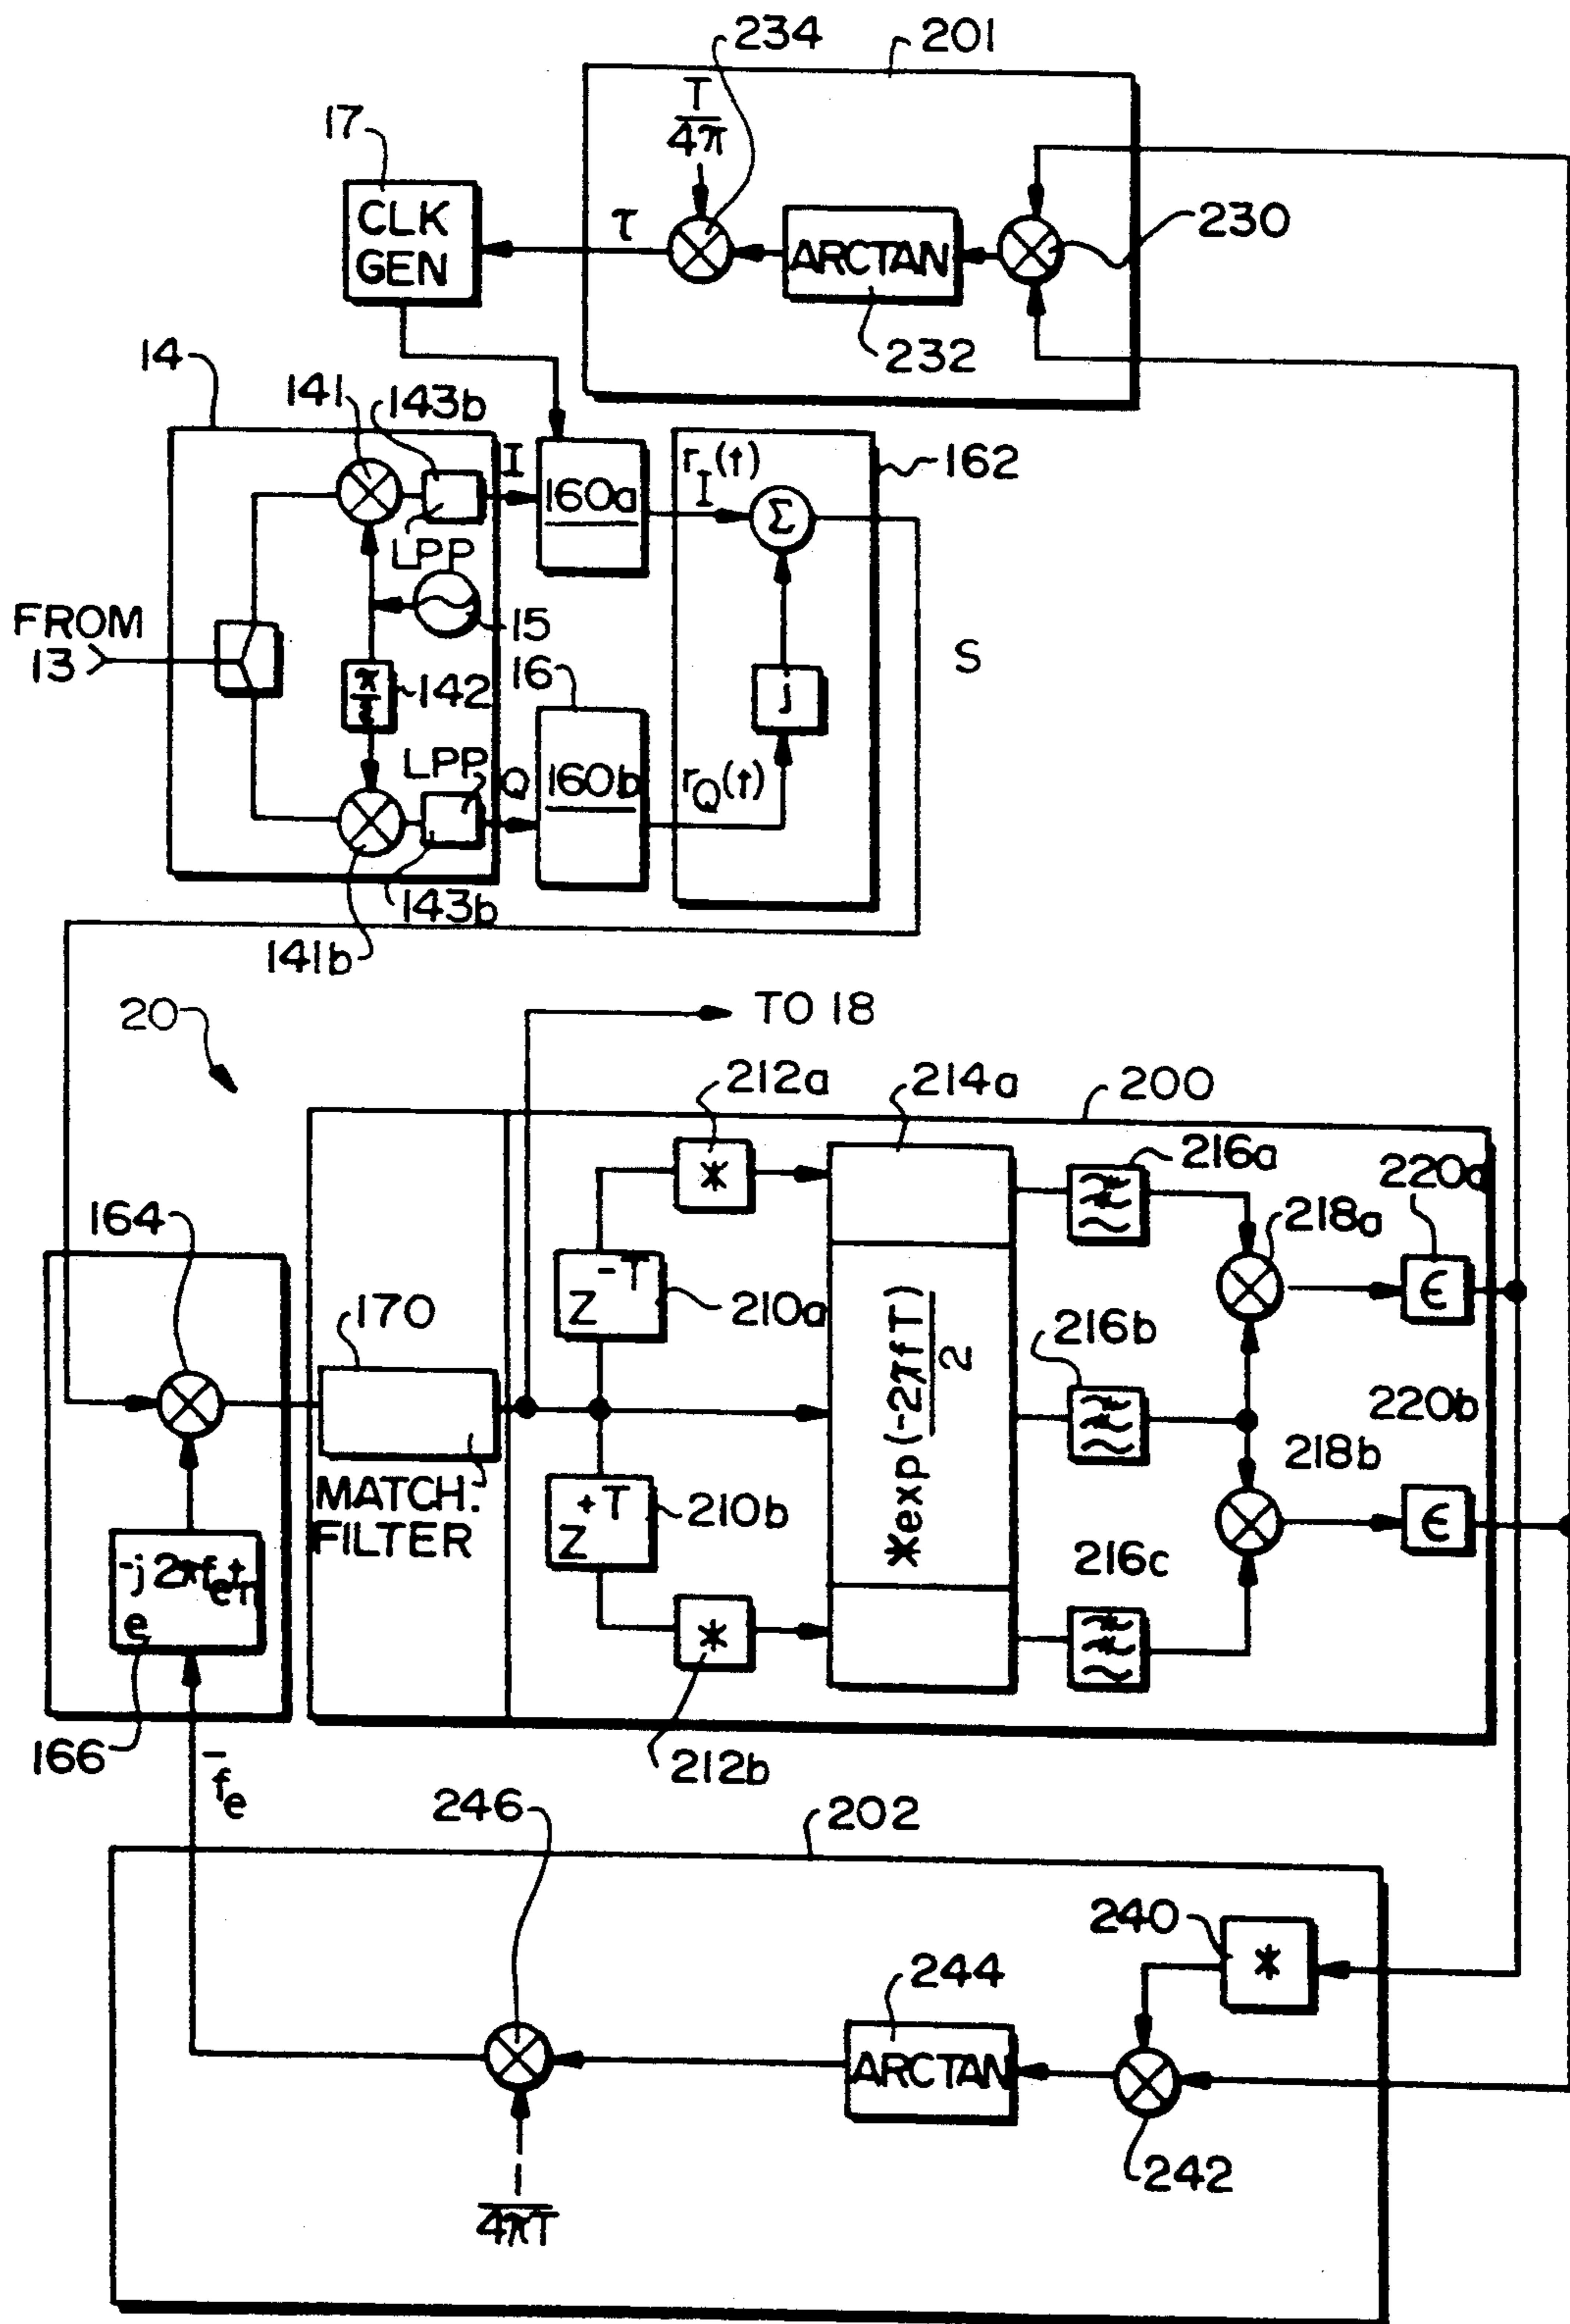 234
201
T
4π
17
CLK
GEN
τ
ARCTAN
230
232
14
141
143b
I
160a
r_I(t)
162
Σ
LPP
FROM
13
15
S
π
142
16
j
LPP
Q
160b
r_Q(t)
143b
141b
20
TO 18
212a
214a
200
*
216a
220a
164
218a
Z^-T
210a
170
*exp(-2πfT)
2
216b
ϵ
220b
218b
MATCH.
FILTER
Z^+T
210b
ϵ
216c
e^-j2πf_e t_n
*
166
212b
-
f_e
246
202
240
*
244
ARCTAN
242
1
4πT